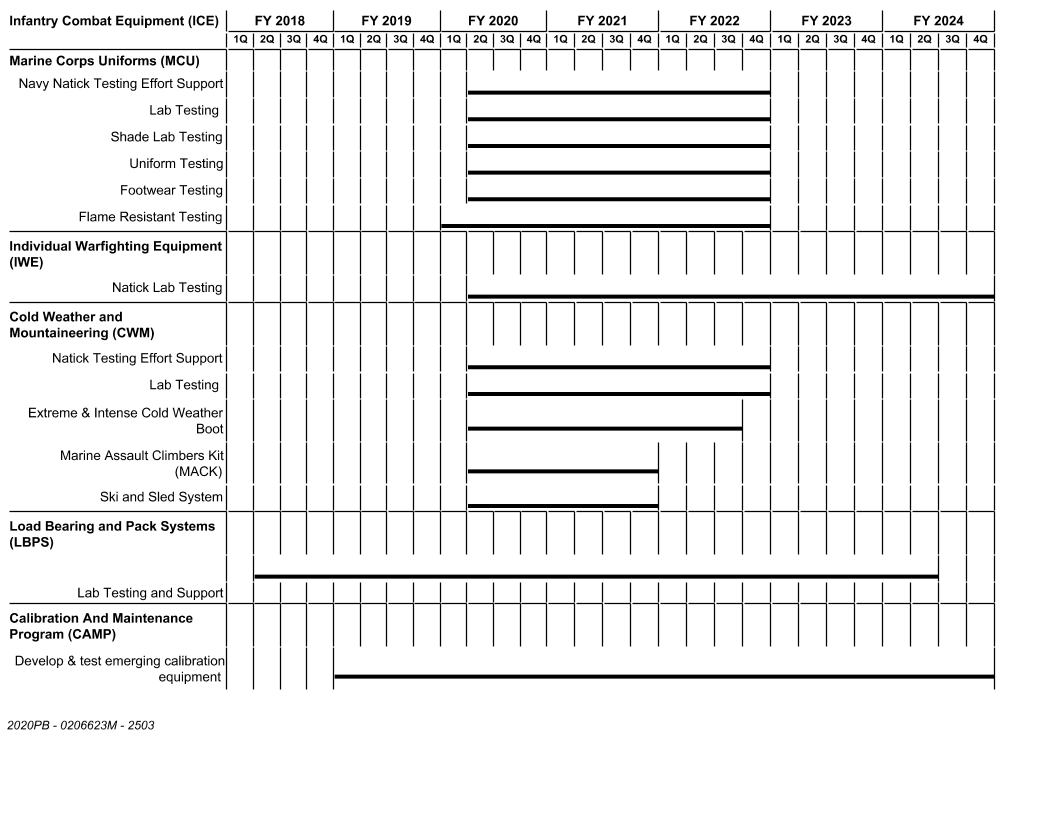 Infantry Combat Equipment (ICE) FY 2018 FY 2019 FY 2020 FY 2021 FY 2022 FY 2023 FY 2024
1Q 2Q 3Q 4Q 1Q 2Q 3Q 4Q 1Q 2Q 3Q 4Q 1Q 2Q 3Q 4Q 1Q 2Q 3Q 4Q 1Q 2Q 3Q 4Q 1Q 2Q 3Q 4Q
Marine Corps Uniforms (MCU)
Navy Natick Testing Effort Support
Lab Testing
Shade Lab Testing
Uniform Testing
Footwear Testing
Flame Resistant Testing
Individual Warfighting Equipment
(IWE)
Natick Lab Testing
Cold Weather and
Mountaineering (CWM)
Natick Testing Effort Support
Lab Testing
Extreme & Intense Cold Weather
Boot
Marine Assault Climbers Kit
(MACK)
Ski and Sled System
Load Bearing and Pack Systems
(LBPS)
Lab Testing and Support
Calibration And Maintenance
Program (CAMP)
Develop & test emerging calibration
equipment
2020PB - 0206623M - 2503